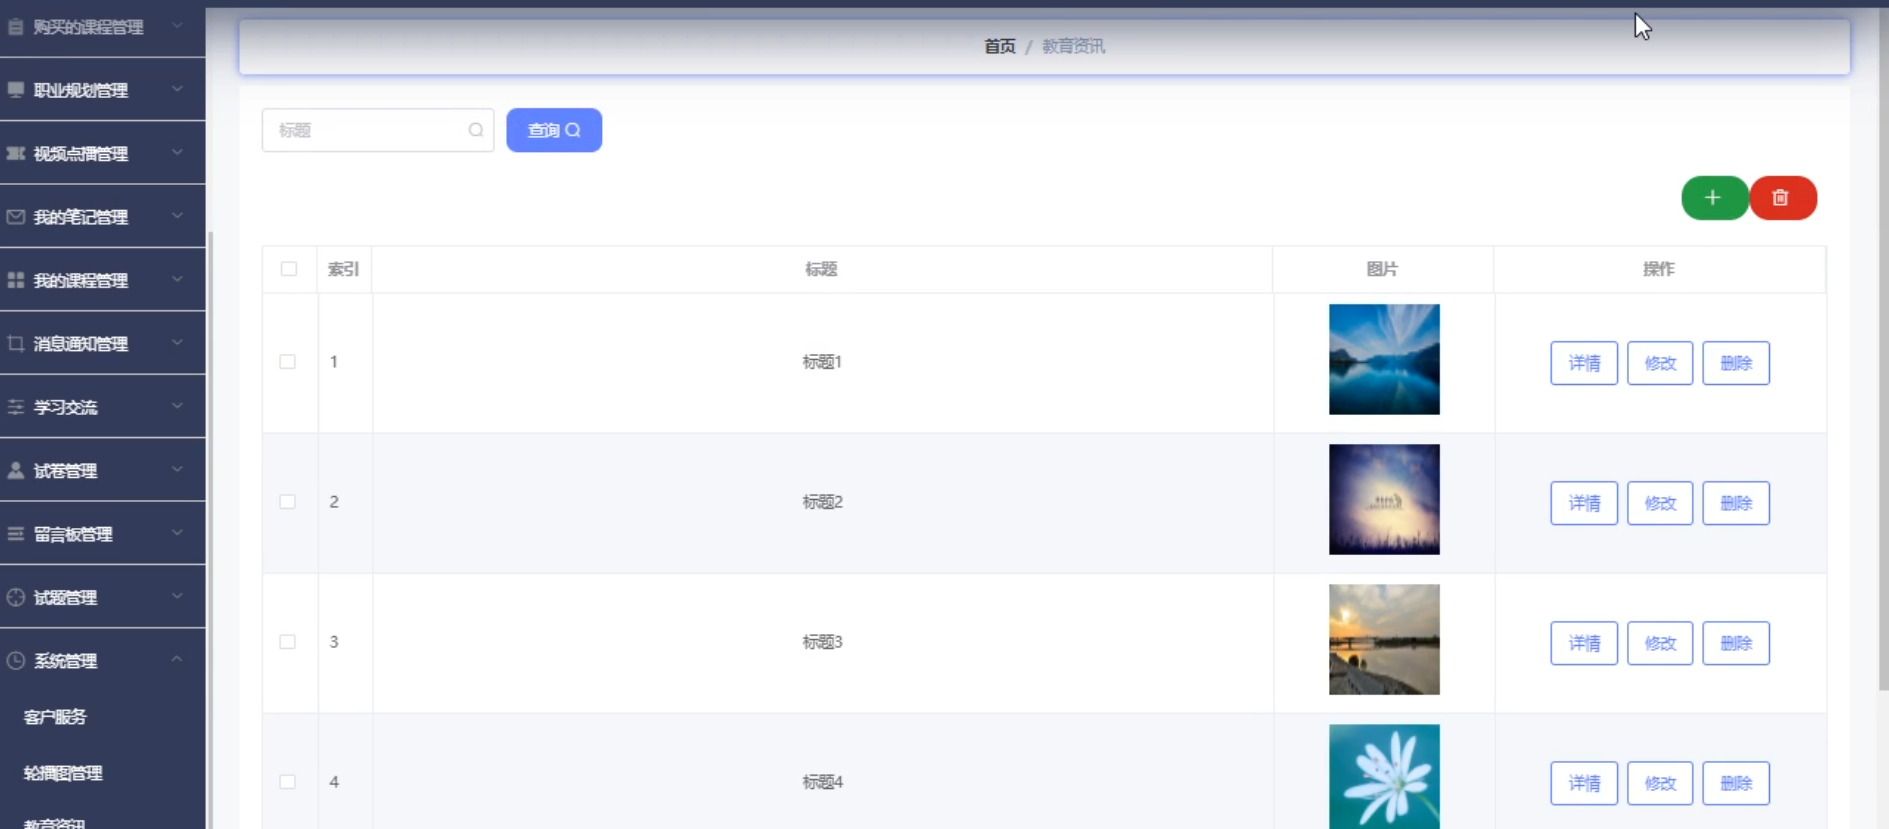 购买的课程管理
职业规划管理
视频点播管理
我的笔记管理
我的课程管理
消息通知管理
学习交流
试卷管理
留言板管理
试题管理
系统管理
客户服务
轮播图管理
教育资讯
首页 / 教育资讯
标题
查询
索引 标题 图片 操作
1 标题1 详情 修改 删除
2 标题2 详情 修改 删除
3 标题3 详情 修改 删除
4 标题4 详情 修改 删除